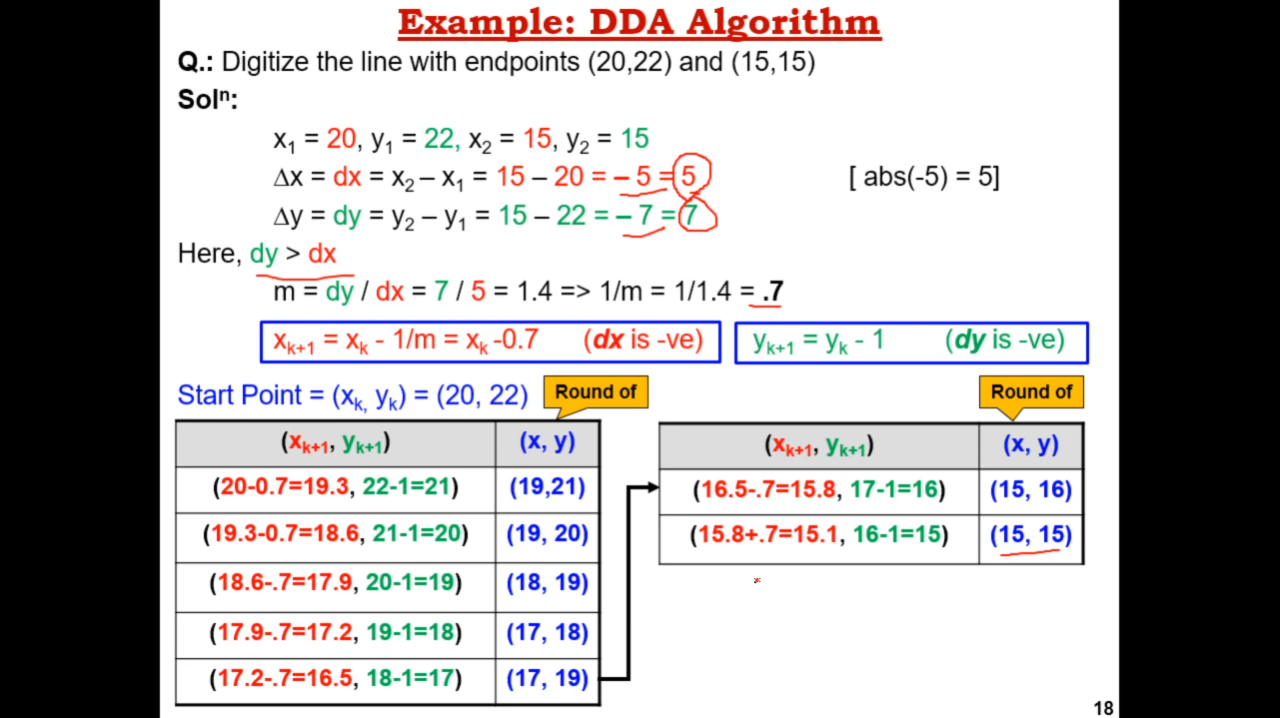 Example: DDA Algorithm
Q.: Digitize the line with endpoints (20,22) and (15,15)
Solⁿ:
x₁ = 20, y₁ = 22, x₂ = 15, y₂ = 15
Δx = dx = x₂ – x₁ = 15 – 20 = – 5 = 5 [ abs(-5) = 5]
Δy = dy = y₂ – y₁ = 15 – 22 = – 7 = 7
Here, dy > dx
m = dy / dx = 7 / 5 = 1.4 => 1/m = 1/1.4 = .7
xₖ₊₁ = xₖ - 1/m = xₖ -0.7 (dx is -ve) yₖ₊₁ = yₖ - 1 (dy is -ve)
Start Point = (xₖ, yₖ) = (20, 22)
Round of
(xₖ₊₁, yₖ₊₁) (x, y)
(20-0.7=19.3, 22-1=21) (19,21)
(19.3-0.7=18.6, 21-1=20) (19, 20)
(18.6-.7=17.9, 20-1=19) (18, 19)
(17.9-.7=17.2, 19-1=18) (17, 18)
(17.2-.7=16.5, 18-1=17) (17, 19)
Round of
(xₖ₊₁, yₖ₊₁) (x, y)
(16.5-.7=15.8, 17-1=16) (15, 16)
(15.8+.7=15.1, 16-1=15) (15, 15)
18